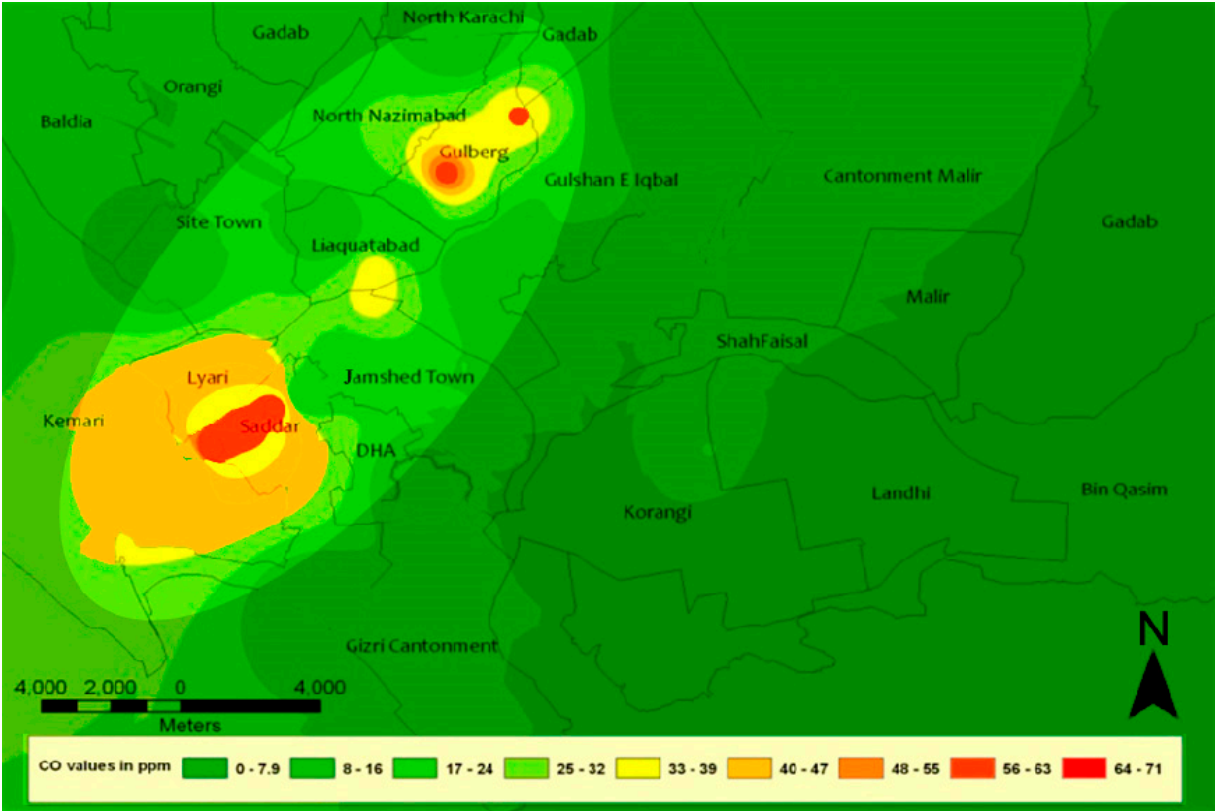 North Karachi
Gadab
Gadab
Orangi
North Nazimabad
Baldia
Gulberg
Gulshan E Iqbal
Cantonment Malir
Site Town
Gadab
Liaquatabad
Malir
ShahFaisal
Lyari
Jamshed Town
Kemari
Saddar
DHA
Landhi
Bin Qasim
Korangi
N
Gizri Cantonment
4,000 2,000 0 4,000
Meters
CO values in ppm 0 - 7.9 8 - 16 17 - 24 25 - 32 33 - 39 40 - 47 48 - 55 56 - 63 64 - 71